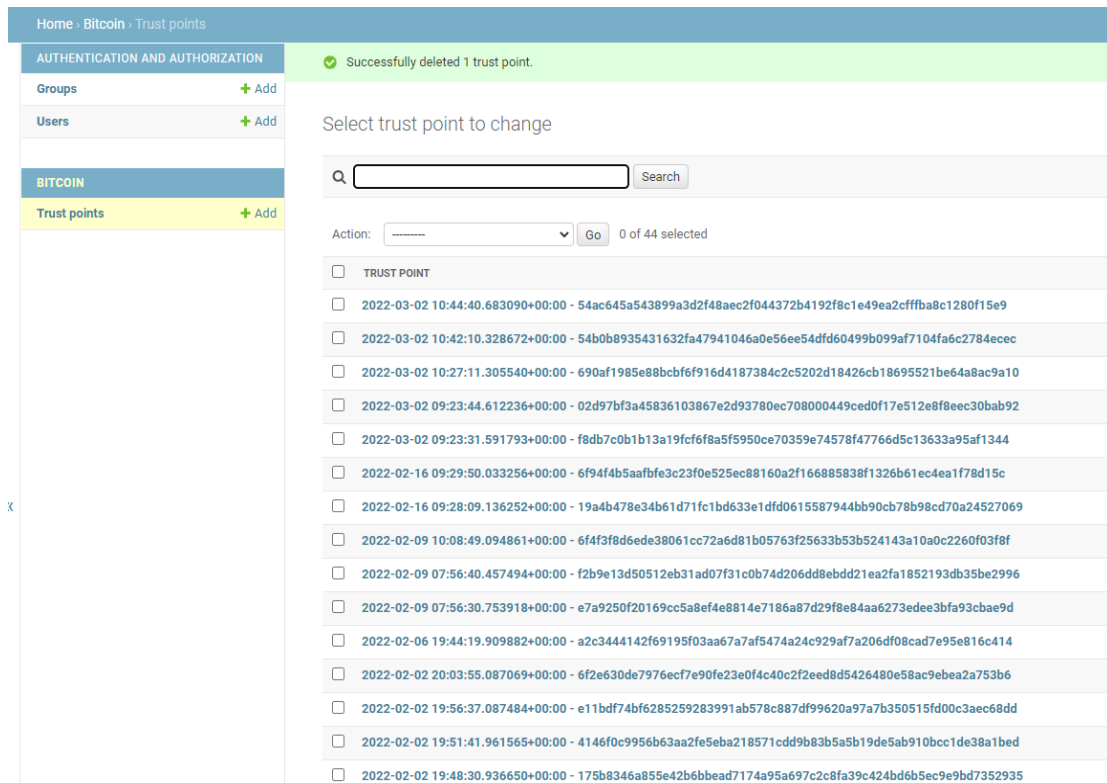 Home › Bitcoin › Trust points
AUTHENTICATION AND AUTHORIZATION
Groups + Add
Users + Add
BITCOIN
Trust points + Add
Successfully deleted 1 trust point.
Select trust point to change
Search
Action: --------- Go 0 of 44 selected
TRUST POINT
2022-03-02 10:44:40.683090+00:00 - 54ac645a543899a3d2f48aec2f044372b4192f8c1e49ea2cfffba8c1280f15e9
2022-03-02 10:42:10.328672+00:00 - 54b0b8935431632fa47941046a0e56ee54dfd60499b099af7104fa6c2784ecec
2022-03-02 10:27:11.305540+00:00 - 690af1985e88bcbf6f916d4187384c2c5202d18426cb18695521be64a8ac9a10
2022-03-02 09:23:44.612236+00:00 - 02d97bf3a45836103867e2d93780ec708000449ced0f17e512e8f8eec30bab92
2022-03-02 09:23:31.591793+00:00 - f8db7c0b1b13a19fcf6f8a5f5950ce70359e74578f47766d5c13633a95af1344
2022-02-16 09:29:50.033256+00:00 - 6f94f4b5aafbfe3c23f0e525ec88160a2f166885838f1326b61ec4ea1f78d15c
2022-02-16 09:28:09.136252+00:00 - 19a4b478e34b61d71fc1bd633e1dfd0615587944bb90cb78b98cd70a24527069
2022-02-09 10:08:49.094861+00:00 - 6f4f3f8d6ede38061cc72a6d81b05763f25633b53b524143a10a0c2260f03f8f
2022-02-09 07:56:40.457494+00:00 - f2b9e13d50512eb31ad07f31c0b74d206dd8ebdd21ea2fa1852193db35be2996
2022-02-09 07:56:30.753918+00:00 - e7a9250f20169cc5a8ef4e8814e7186a87d29f8e84aa6273edee3bfa93cbae9d
2022-02-06 19:44:19.909882+00:00 - a2c3444142f69195f03aa67a7af5474a24c929af7a206df08cad7e95e816c414
2022-02-02 20:03:55.087069+00:00 - 6f2e630de7976ecf7e90fe23e0f4c40c2f2eed8d5426480e58ac9ebea2a753b6
2022-02-02 19:56:37.087484+00:00 - e11bdf74bf6285259283991ab578c887df99620a97a7b350515fd00c3aec68dd
2022-02-02 19:51:41.961565+00:00 - 4146f0c9956b63aa2fe5eba218571cdd9b83b5a5b19de5ab910bcc1de38a1bed
2022-02-02 19:48:30.936650+00:00 - 175b8346a855e42b6bbead7174a95a697c2c8fa39c424bd6b5ec9e9bd7352935